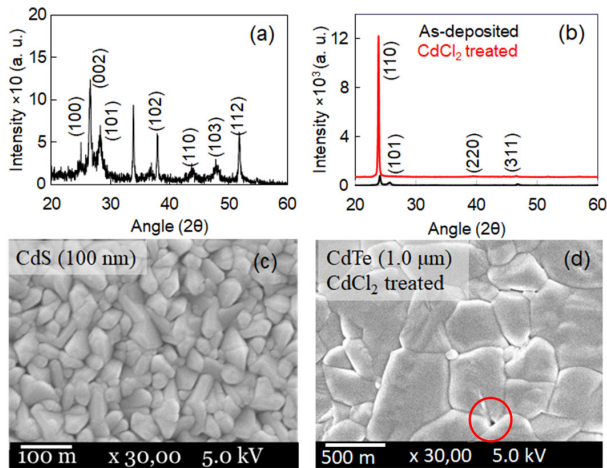 (a)
20
15
10
5
0
20 30 40 50 60
Intensity ×10 (a. u.)
Angle (2θ)
(100)
(002)
(101)
(102)
(110)
(103)
(112)
(b)
As-deposited
CdCl₂ treated
12
8
4
0
20 30 40 50 60
Intensity ×10³ (a. u.)
Angle (2θ)
(110)
(101)
(220)
(311)
CdS (100 nm)
(c)
100 m x 30,00 5.0 kV
CdTe (1.0 μm)
CdCl₂ treated
(d)
500 m x 30,00 5.0 kV